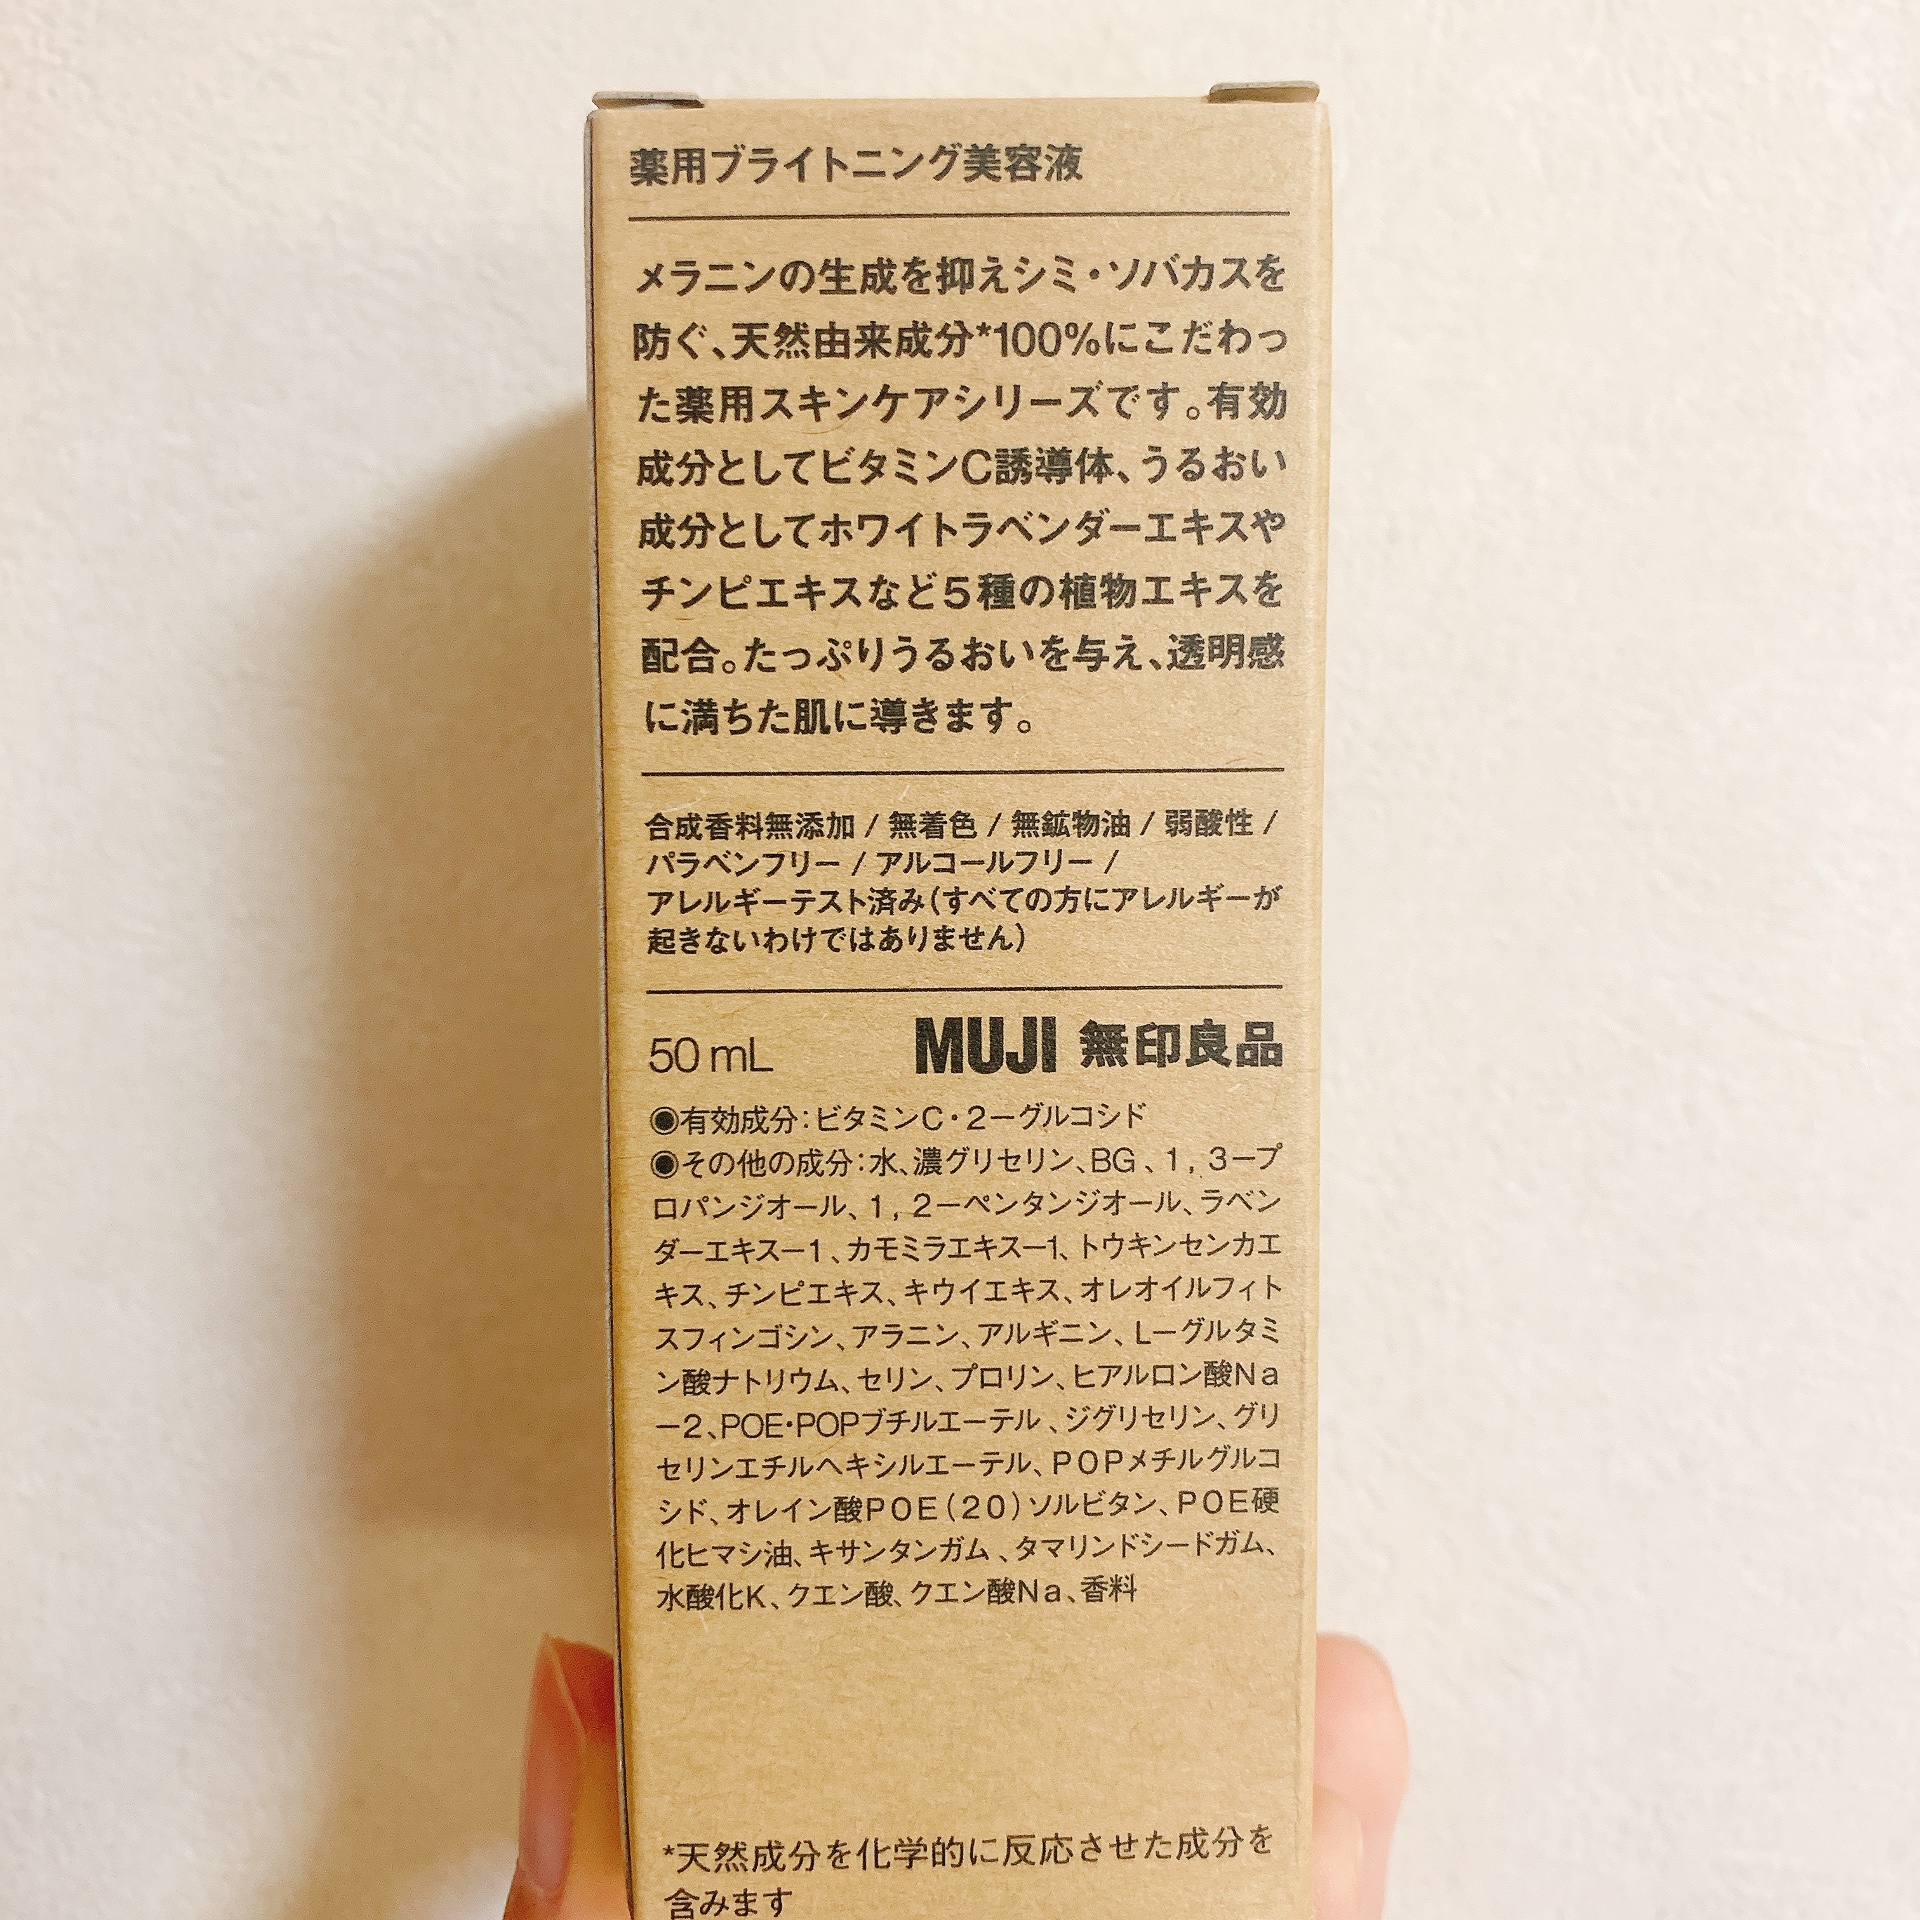 薬用ブライトニング美容液
メラニンの生成を抑えシミ・ソバカスを
防ぐ、天然由来成分*100%にこだわっ
た薬用スキンケアシリーズです。有効
成分としてビタミンC誘導体、うるおい
成分としてホワイトラベンダーエキスや
チンピエキスなど5種の植物エキスを
配合。たっぷりうるおいを与え、透明感
に満ちた肌に導きます。
合成香料無添加 / 無着色 / 無鉱物油 / 弱酸性 /
パラベンフリー / アルコールフリー /
アレルギーテスト済み(すべての方にアレルギーが
起きないわけではありません)
50 mL MUJI 無印良品
◉有効成分:ビタミンC・2ーグルコシド
◉その他の成分:水、濃グリセリン、BG、1,3ープ
ロパンジオール、1,2ーペンタンジオール、ラベン
ダーエキスー1、カモミラエキスー1、トウキンセンカエ
キス、チンピエキス、キウイエキス、オレオイルフィト
スフィンゴシン、アラニン、アルギニン、Lーグルタミ
ン酸ナトリウム、セリン、プロリン、ヒアルロン酸Na
ー2、POE・POPブチルエーテル、ジグリセリン、グリ
セリンエチルヘキシルエーテル、POPメチルグルコ
シド、オレイン酸POE(20)ソルビタン、POE硬
化ヒマシ油、キサンタンガム、タマリンドシードガム、
水酸化K、クエン酸、クエン酸Na、香料
*天然成分を化学的に反応させた成分を
含みます